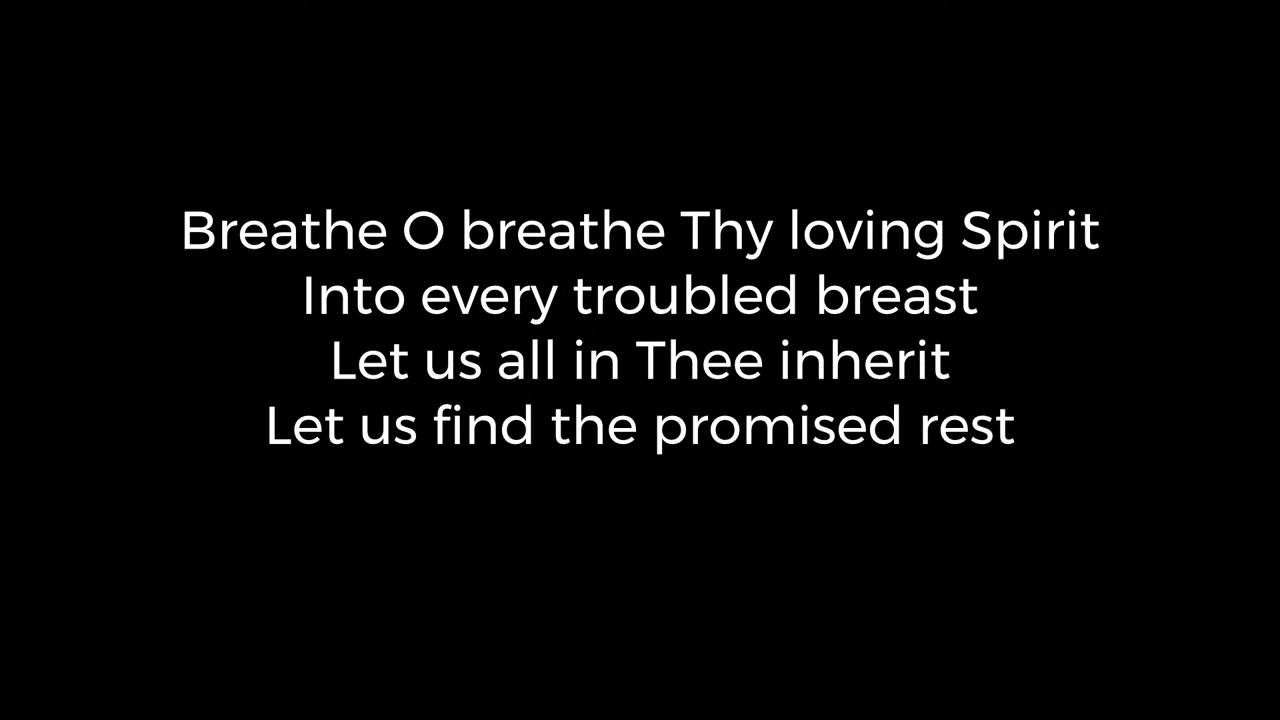 Breathe O breathe Thy loving Spirit
Into every troubled breast
Let us all in Thee inherit
Let us find the promised rest